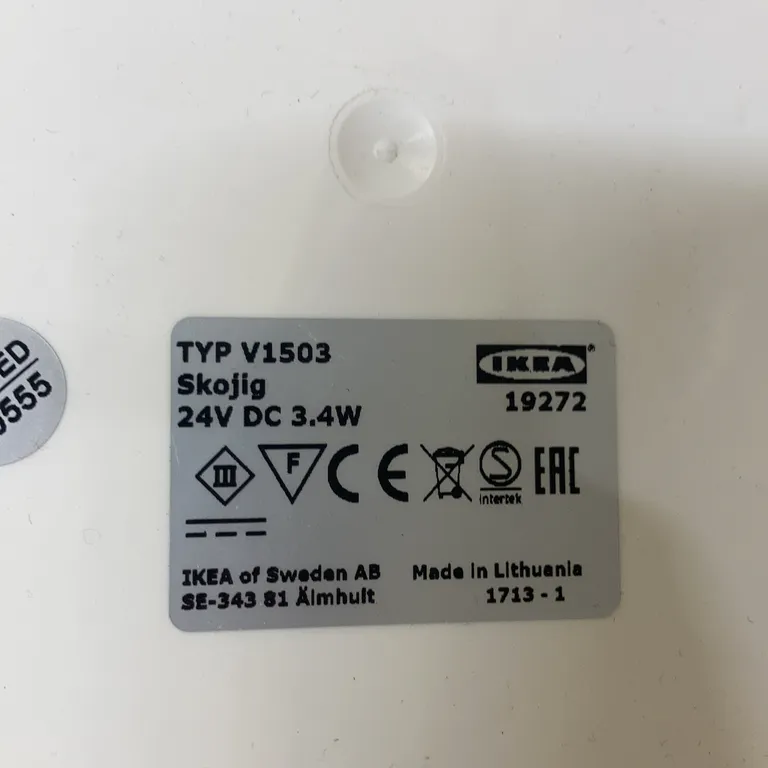 TYP V1503
Skojig
24V DC 3.4W
IKEA®
19272
III
F
CE
S
intertek
EAC
IKEA of Sweden AB
SE-343 81 Älmhult
Made in Lithuania
1713 - 1